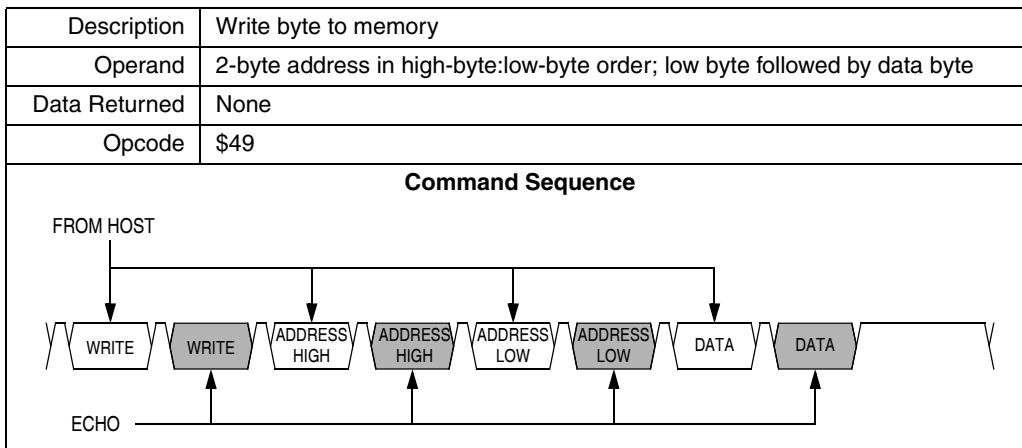 Description Write byte to memory
Operand 2-byte address in high-byte:low-byte order; low byte followed by data byte
Data Returned None
Opcode $49
Command Sequence
FROM HOST
WRITE WRITE ADDRESS HIGH ADDRESS HIGH ADDRESS LOW ADDRESS LOW DATA DATA
ECHO